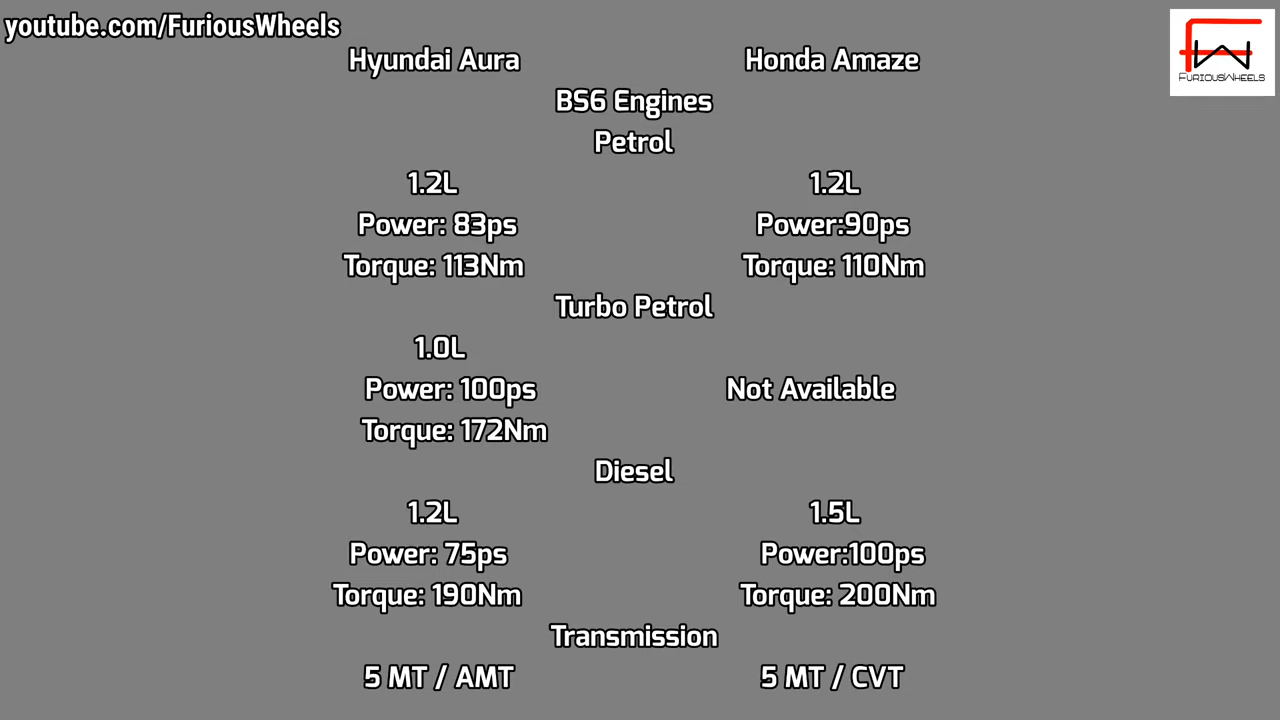 youtube.com/FuriousWheels
FuriousWheels
Hyundai Aura Honda Amaze
BS6 Engines
Petrol
1.2L 1.2L
Power: 83ps Power:90ps
Torque: 113Nm Torque: 110Nm
Turbo Petrol
1.0L
Power: 100ps Not Available
Torque: 172Nm
Diesel
1.2L 1.5L
Power: 75ps Power:100ps
Torque: 190Nm Torque: 200Nm
Transmission
5 MT / AMT 5 MT / CVT